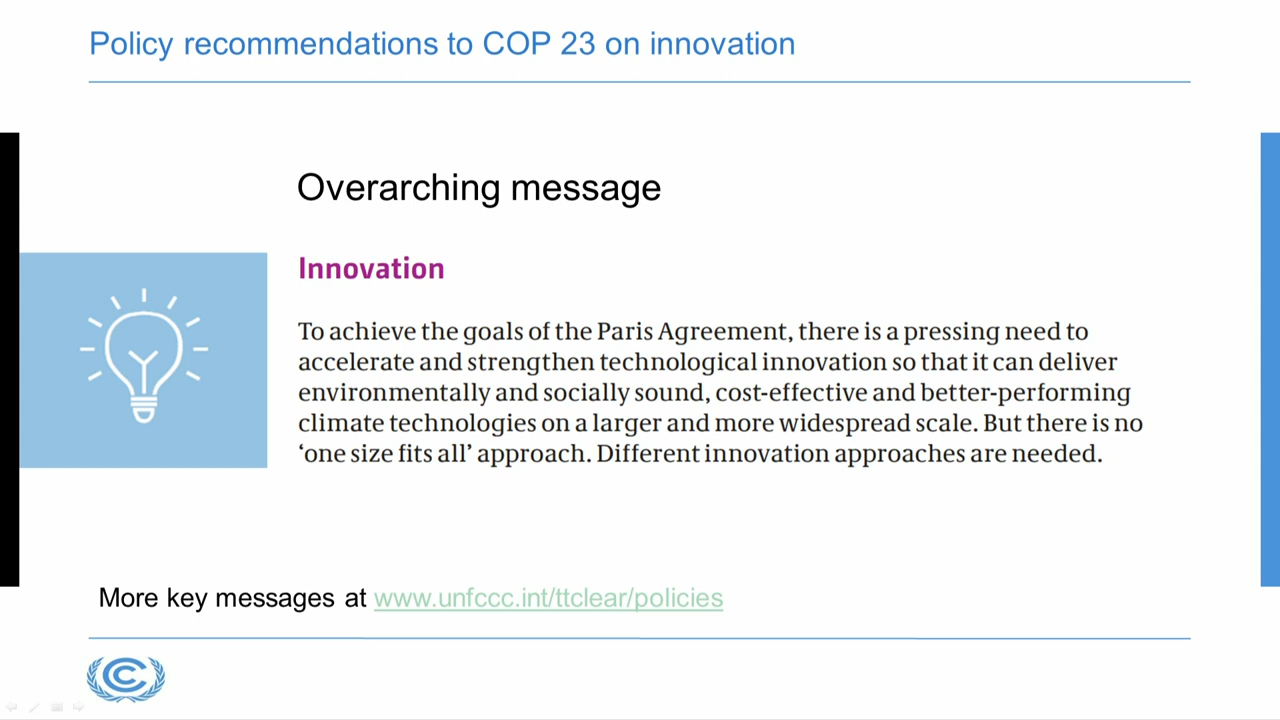 Policy recommendations to COP 23 on innovation
Overarching message
Innovation
To achieve the goals of the Paris Agreement, there is a pressing need to
accelerate and strengthen technological innovation so that it can deliver
environmentally and socially sound, cost-effective and better-performing
climate technologies on a larger and more widespread scale. But there is no
‘one size fits all’ approach. Different innovation approaches are needed.
More key messages at www.unfccc.int/ttclear/policies